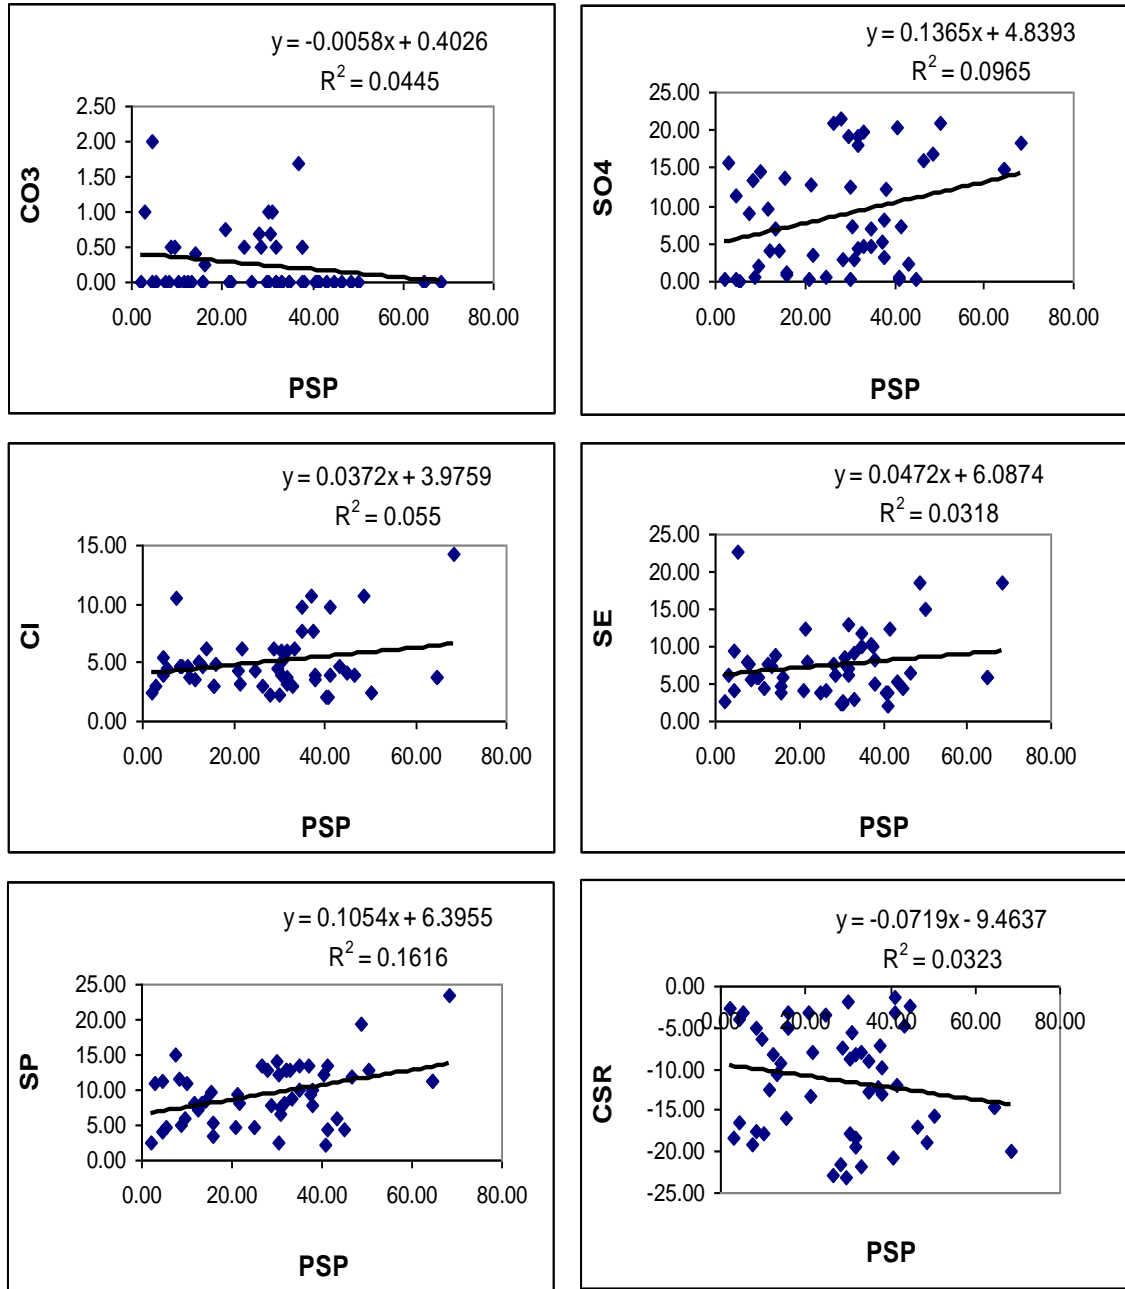 y = -0.0058x + 0.4026
R² = 0.0445
2.50
2.00
1.50
1.00
0.50
0.00
0.00 20.00 40.00 60.00 80.00
CO3
PSP
y = 0.1365x + 4.8393
R² = 0.0965
25.00
20.00
15.00
10.00
5.00
0.00
0.00 20.00 40.00 60.00 80.00
SO4
PSP
y = 0.0372x + 3.9759
R² = 0.055
15.00
10.00
5.00
0.00
0.00 20.00 40.00 60.00 80.00
Cl
PSP
y = 0.0472x + 6.0874
R² = 0.0318
25.00
20.00
15.00
10.00
5.00
0.00
0.00 20.00 40.00 60.00 80.00
SE
PSP
y = 0.1054x + 6.3955
R² = 0.1616
25.00
20.00
15.00
10.00
5.00
0.00
0.00 20.00 40.00 60.00 80.00
SP
PSP
y = -0.0719x - 9.4637
R² = 0.0323
0.00
-5.00
-10.00
-15.00
-20.00
-25.00
0.00 20.00 40.00 60.00 80.00
CSR
PSP